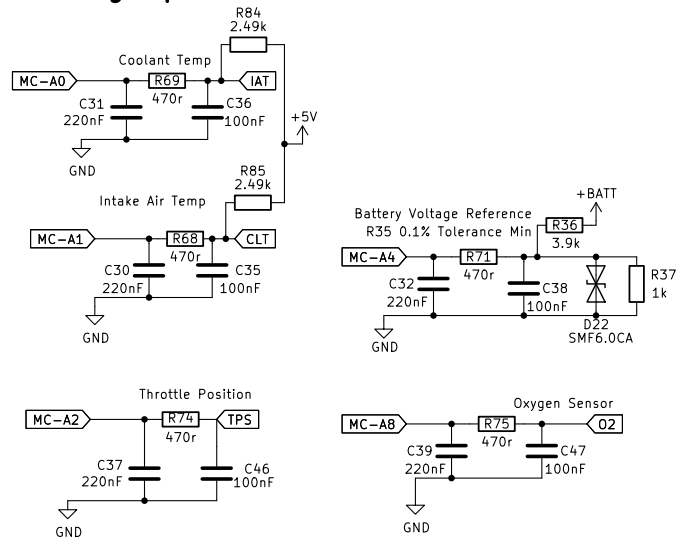 R84
2.49k
Coolant Temp
MC-A0
R69
IAT
470r
C31
220nF
C36
100nF
+5V
GND
R85
2.49k
Intake Air Temp
MC-A1
R68
CLT
470r
C30
220nF
C35
100nF
GND
+BATT
Battery Voltage Reference
R35 0.1% Tolerance Min
R36
3.9k
MC-A4
R71
470r
C32
220nF
C38
100nF
R37
1k
D22
SMF6.0CA
GND
Throttle Position
MC-A2
R74
TPS
470r
C37
220nF
C46
100nF
GND
Oxygen Sensor
MC-A8
R75
O2
470r
C39
220nF
C47
100nF
GND